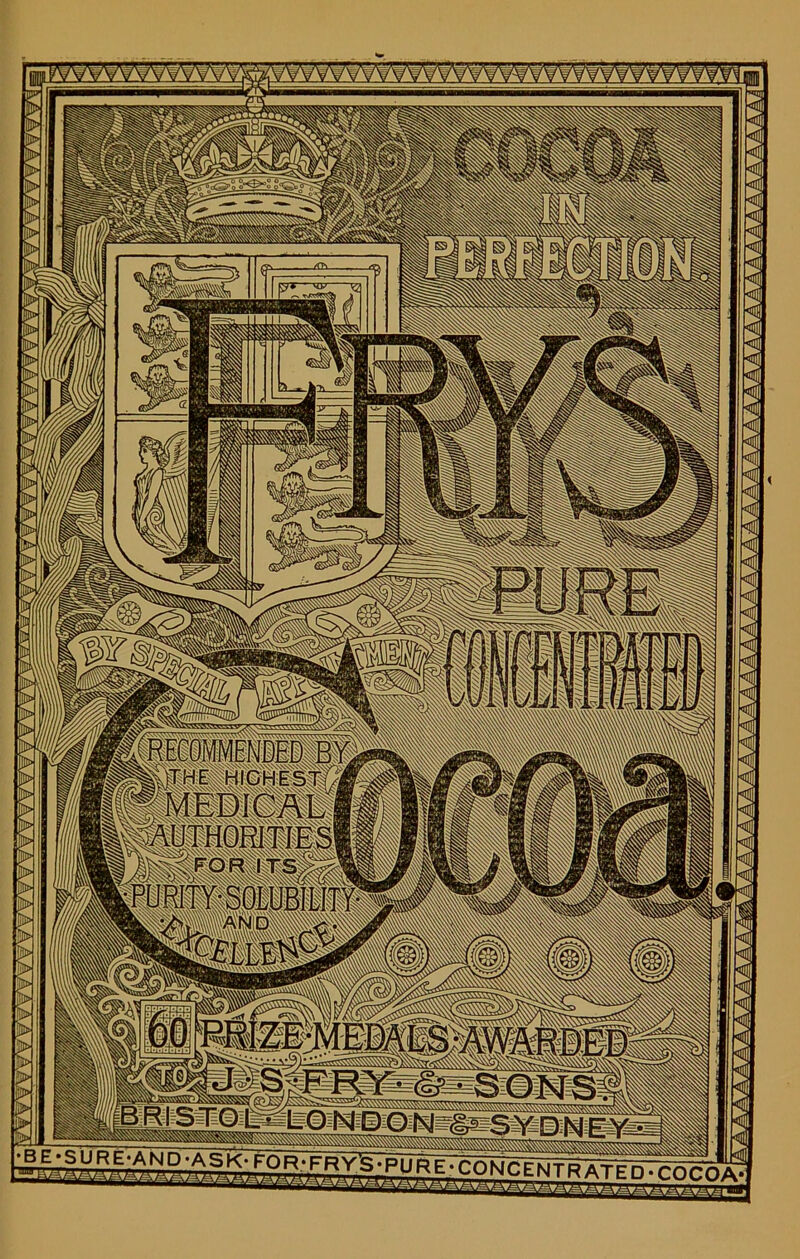 COCOA
IN
PERFECTION.
FRY'S
PURE
CONCENTRATED
Cocoa.
BY SPECIAL
RECOMMENDED BY
THE HIGHEST
MEDICAL
AUTHORITIES
FOR ITS
PURITY·SOLUBILITY·
AND
EXCELLENCE·
60 PRIZE·MEDALS·AWARDED
TO J·S·FRY·&·SONS·
BRISTOL·LONDON & SYDNEY·
·BE·SURE·AND·ASK·FOR·FRY'S·PURE·CONCENTRATED·COCOA·